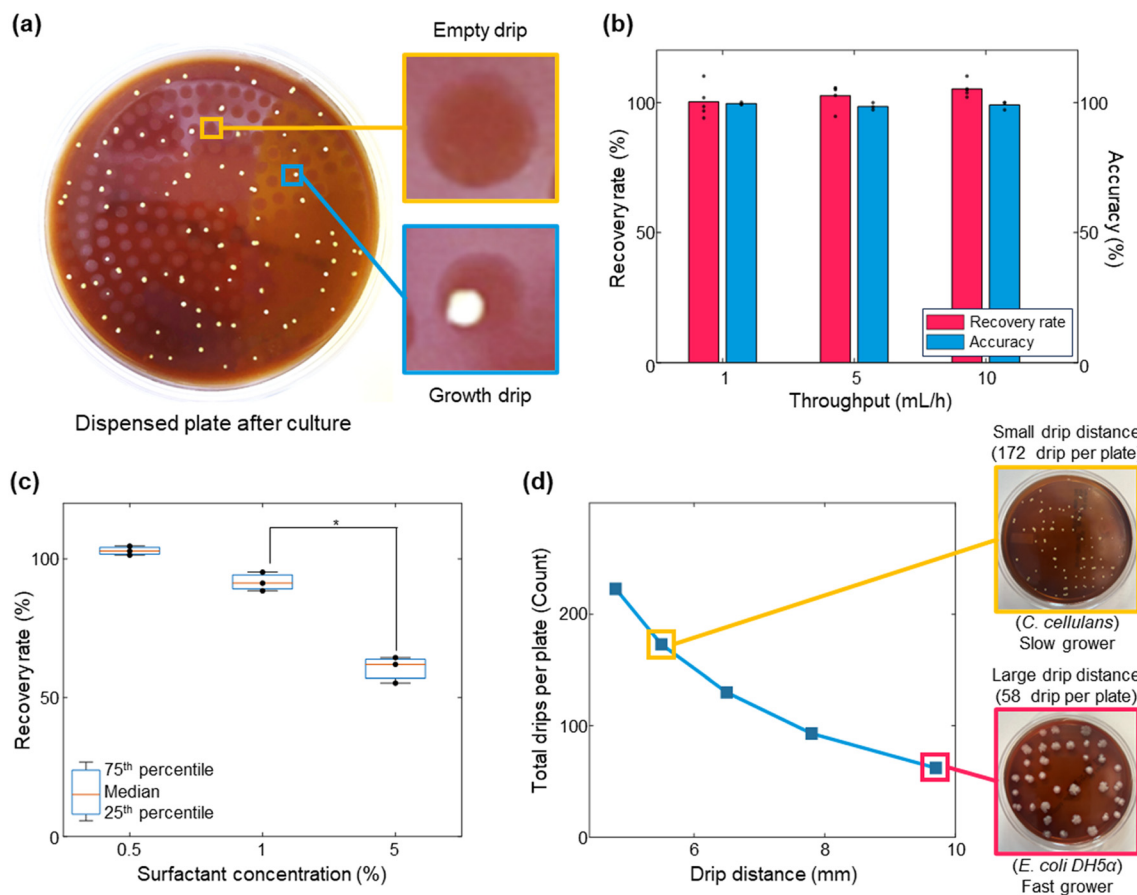 (a)
Empty drip
Growth drip
Dispensed plate after culture
(b)
Recovery rate (%)
100
50
0
1
5
10
Throughput (mL/h)
100
50
0
Accuracy (%)
Recovery rate
Accuracy
(c)
Recovery rate (%)
100
50
0
*
75th percentile
Median
25th percentile
0.5
1
5
Surfactant concentration (%)
(d)
Total drips per plate (Count)
200
100
0
6
8
10
Drip distance (mm)
Small drip distance
(172 drip per plate)
(C. cellulans)
Slow grower
Large drip distance
(58 drip per plate)
(E. coli DH5α)
Fast grower